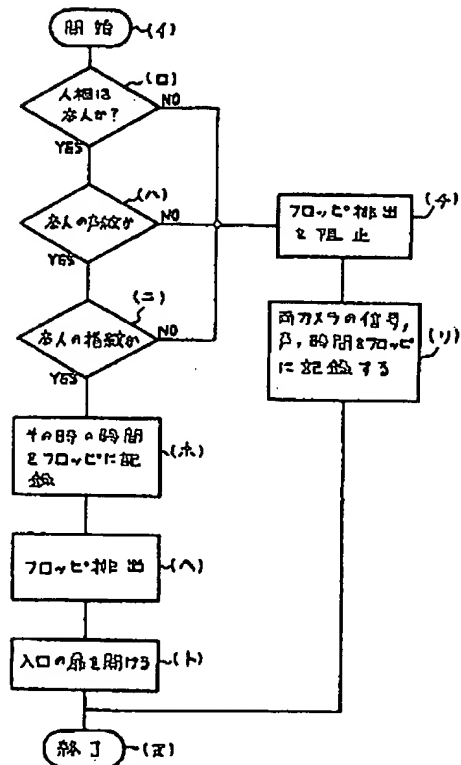 開始 (イ)
(ロ)
人相は
本人か?
NO
YES
(ハ)
本人の声紋か
NO
YES
(ニ)
本人の指紋か
NO
YES
その時の時間
をフロッピに記
録
(ホ)
フロッピ排出 (ヘ)
入口の扉を開ける (ト)
終了
(チ)
フロッピ排出
を阻止
両カメラの信号,
声,時間をフロッピ
に記録する
(リ)